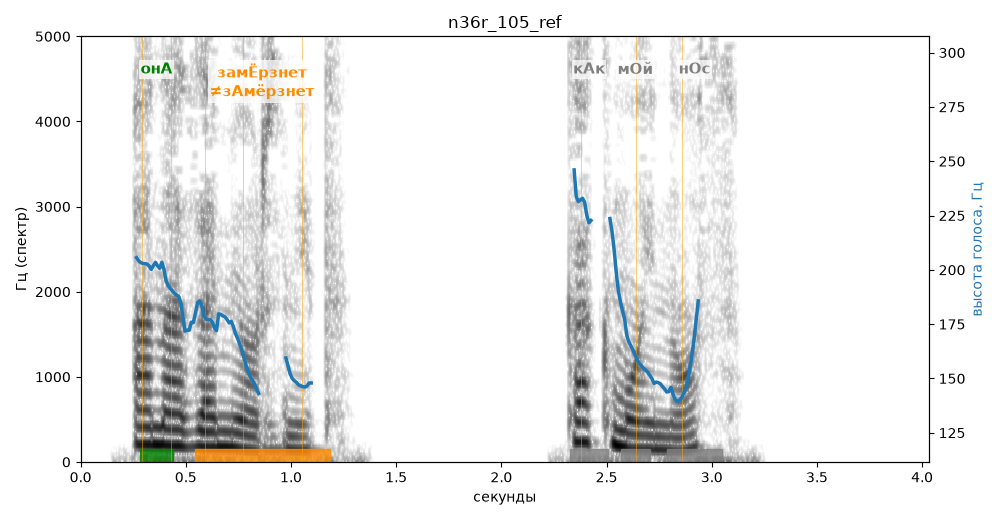 n36r_105_ref
онА
замЁрзнет
≠зАмёрзнет
кАк
мОй
нОс
5000
4000
3000
2000
1000
0
Гц (спектр)
300
275
250
225
200
175
150
125
высота голоса, Гц
0.0 0.5 1.0 1.5 2.0 2.5 3.0 3.5 4.0
секунды